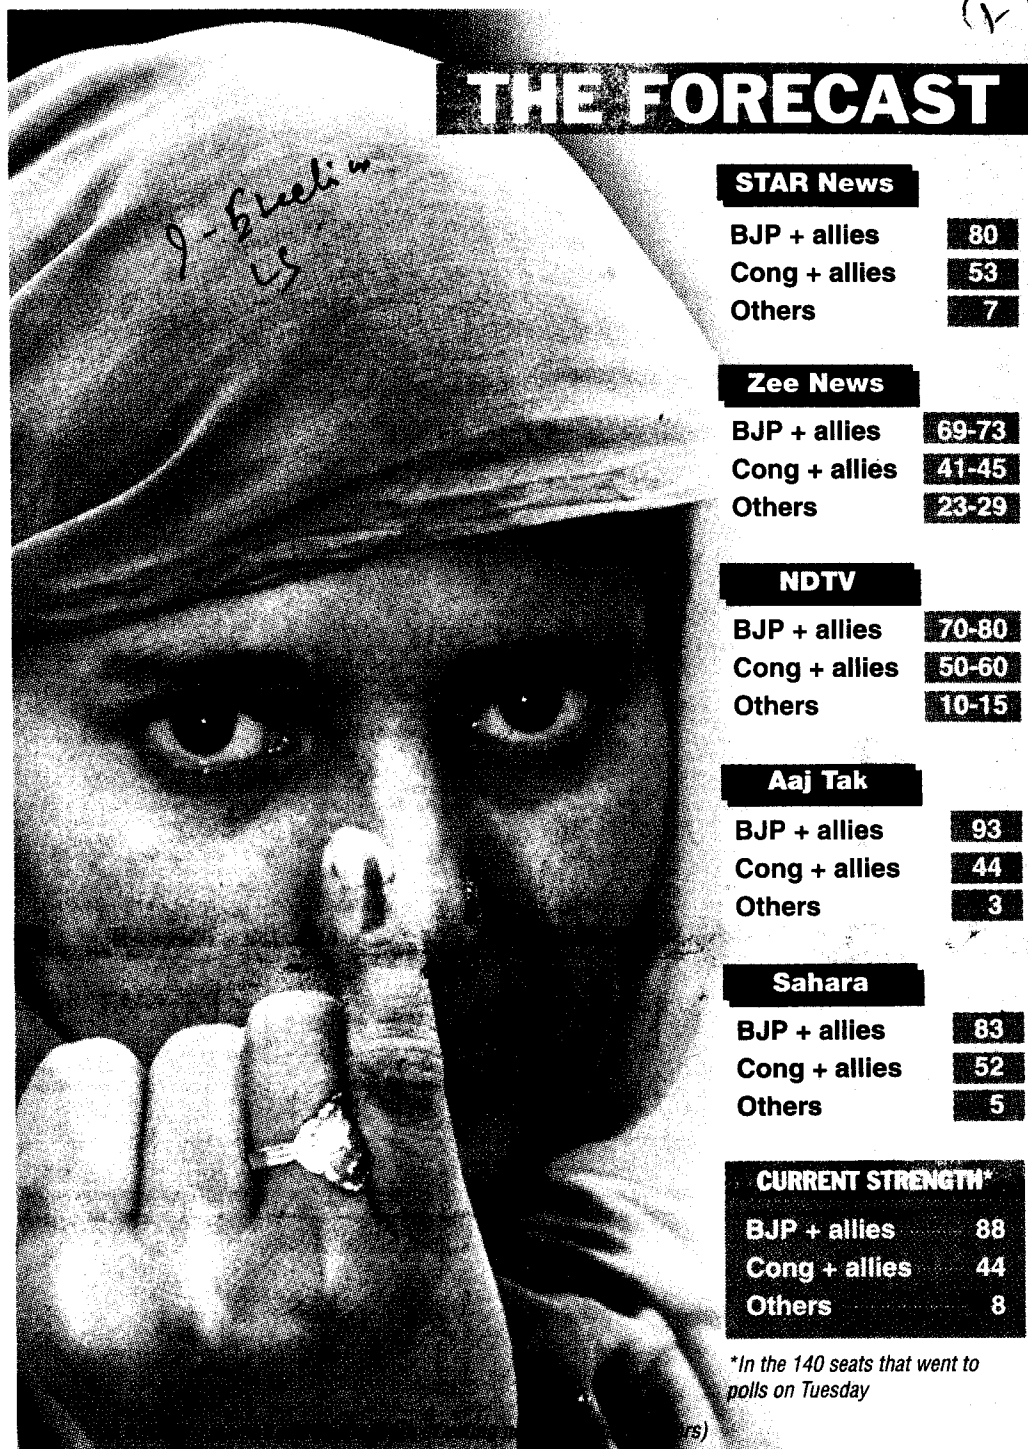 THE FORECAST
STAR News
BJP + allies 80
Cong + allies 53
Others 7
Zee News
BJP + allies 69-73
Cong + allies 41-45
Others 23-29
NDTV
BJP + allies 70-80
Cong + allies 50-60
Others 10-15
Aaj Tak
BJP + allies 93
Cong + allies 44
Others 3
Sahara
BJP + allies 83
Cong + allies 52
Others 5
CURRENT STRENGTH*
BJP + allies 88
Cong + allies 44
Others 8
*In the 140 seats that went to
polls on Tuesday